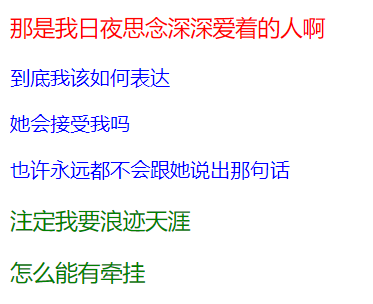 那是我日夜思念深深爱着的人啊
到底我该如何表达
她会接受我吗
也许永远都不会跟她说出那句话
注定我要浪迹天涯
怎么能有牵挂